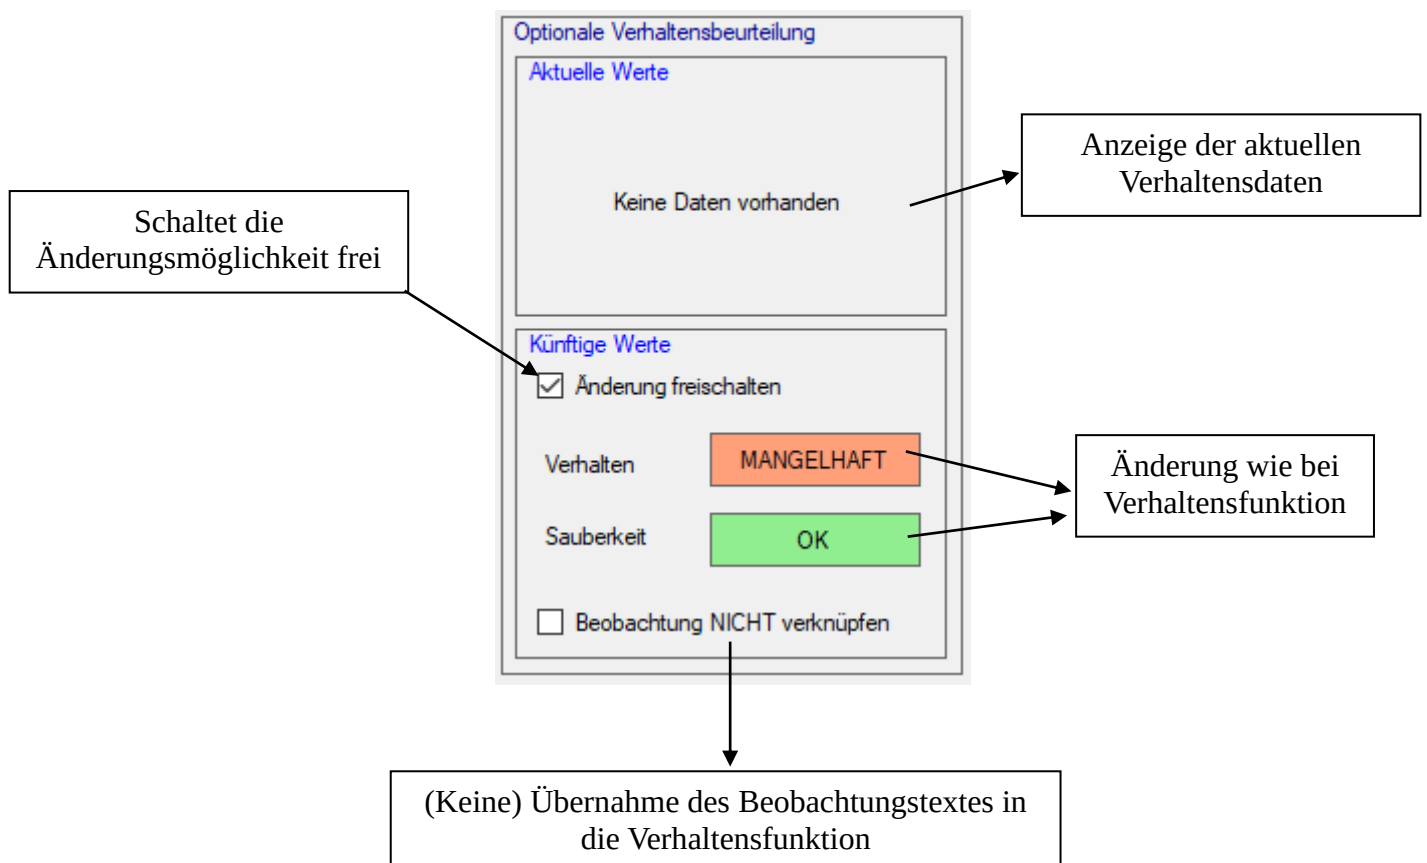 Optionale Verhaltensbeurteilung
Aktuelle Werte
Keine Daten vorhanden
Anzeige der aktuellen
Verhaltensdaten
Schaltet die
Änderungsmöglichkeit frei
Künftige Werte
Änderung freischalten
Verhalten
MANGELHAFT
Sauberkeit
OK
Änderung wie bei
Verhaltensfunktion
Beobachtung NICHT verknüpfen
(Keine) Übernahme des Beobachtungstextes in
die Verhaltensfunktion